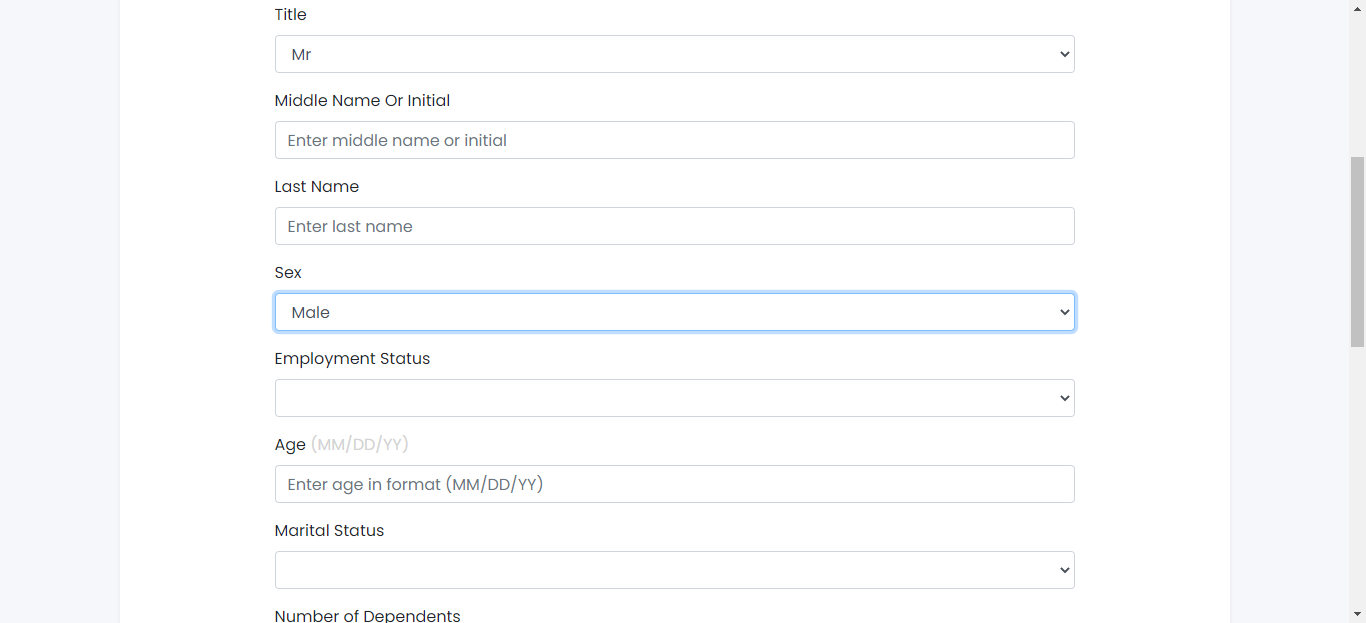 Title
Mr
Middle Name Or Initial
Enter middle name or initial
Last Name
Enter last name
Sex
Male
Employment Status
Age (MM/DD/YY)
Enter age in format (MM/DD/YY)
Marital Status
Number of Dependents